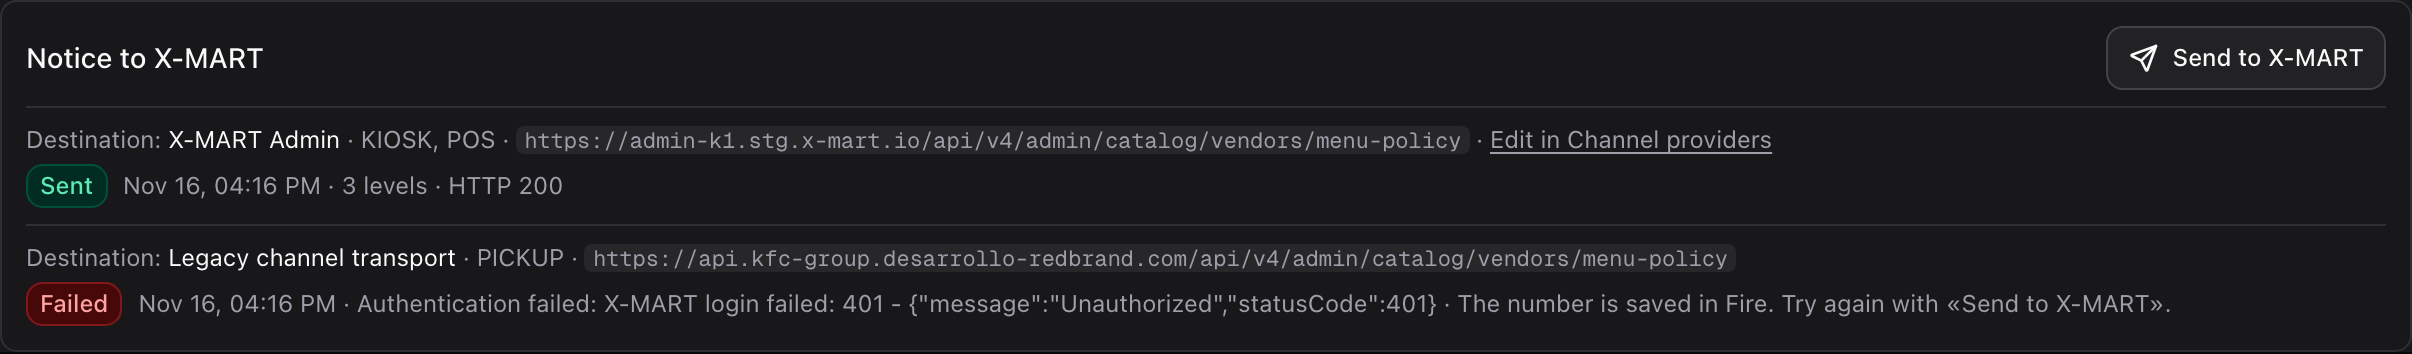 Notice to X-MART
Send to X-MART
Destination: X-MART Admin · KIOSK, POS · https://admin-k1.stg.x-mart.io/api/v4/admin/catalog/vendors/menu-policy · Edit in Channel providers
Sent Nov 16, 04:16 PM · 3 levels · HTTP 200
Destination: Legacy channel transport · PICKUP · https://api.kfc-group.desarrollo-redbrand.com/api/v4/admin/catalog/vendors/menu-policy
Failed Nov 16, 04:16 PM · Authentication failed: X-MART login failed: 401 - {"message":"Unauthorized","statusCode":401} · The number is saved in Fire. Try again with «Send to X-MART».